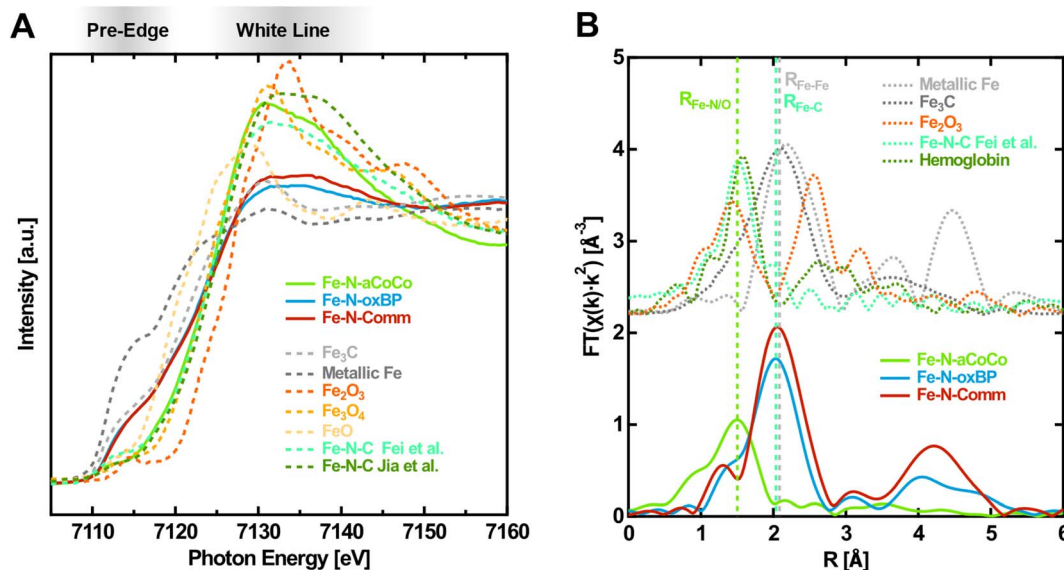 Pre-Edge White Line
A
Intensity [a.u.]
Fe-N-aCoCo
Fe-N-oxBP
Fe-N-Comm
Fe₃C
Metallic Fe
Fe₂O₃
Fe₃O₄
FeO
Fe-N-C Fei et al.
Fe-N-C Jia et al.
7110 7120 7130 7140 7150 7160
Photon Energy [eV]
B
5
4
3
2
1
0
FT(χ(k)·k²) [Å⁻³]
R_Fe-N/O
R_Fe-Fe
R_Fe-C
Metallic Fe
Fe₃C
Fe₂O₃
Fe-N-C Fei et al.
Hemoglobin
Fe-N-aCoCo
Fe-N-oxBP
Fe-N-Comm
0 1 2 3 4 5 6
R [Å]